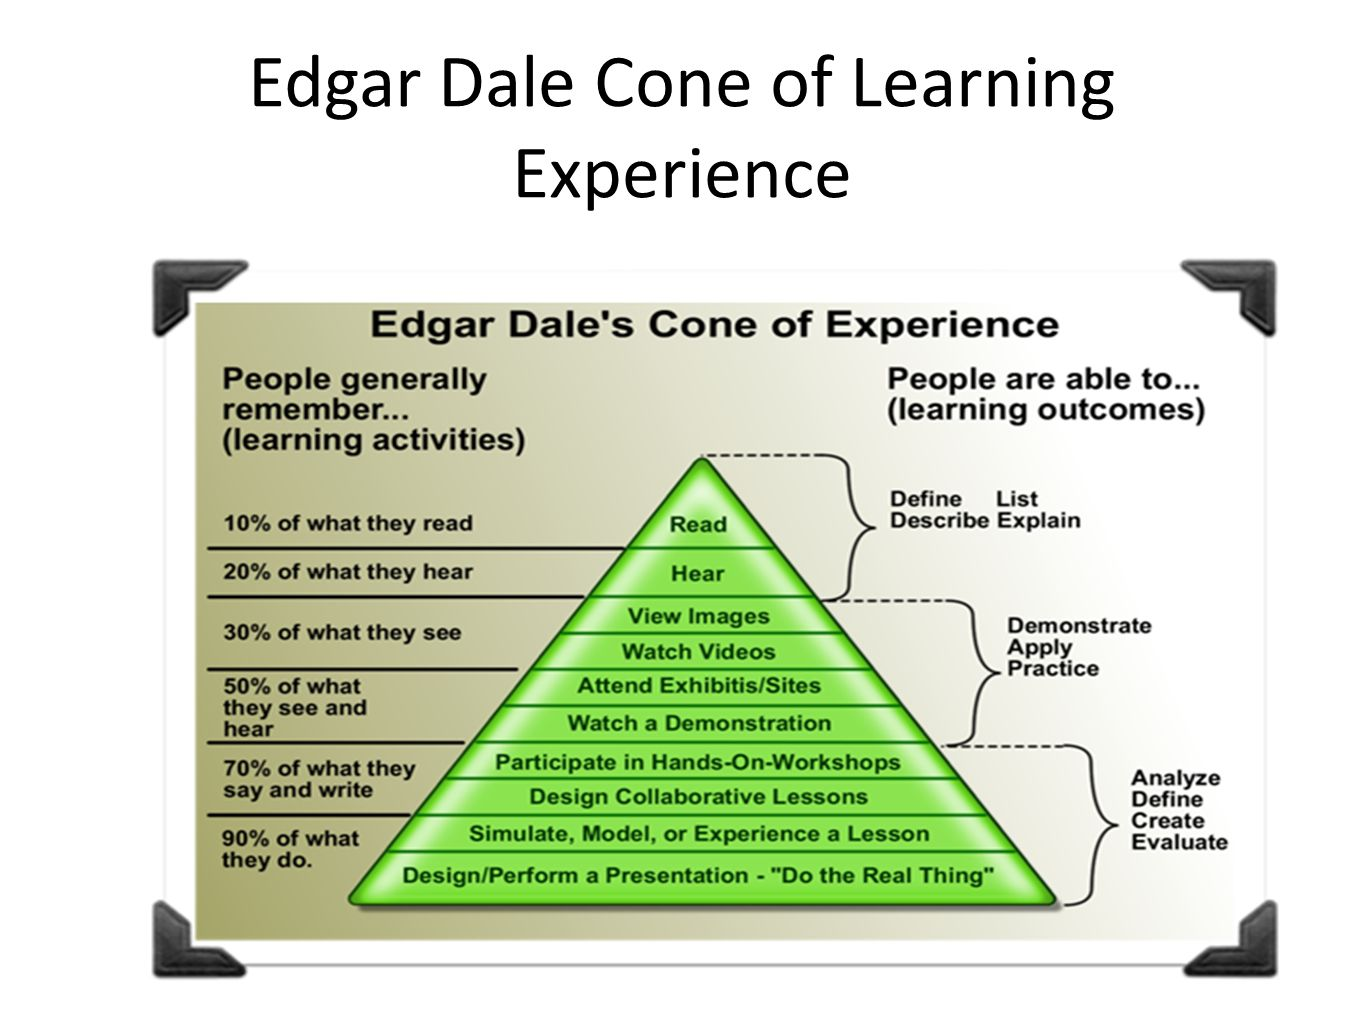 Edgar Dale Cone of Learning
Experience
Edgar Dale's Cone of Experience
People generally
remember...
(learning activities)
People are able to...
(learning outcomes)
10% of what they read
20% of what they hear
30% of what they see
50% of what
they see and
hear
70% of what they
say and write
90% of what
they do.
Read
Hear
View Images
Watch Videos
Attend Exhibitis/Sites
Watch a Demonstration
Participate in Hands-On-Workshops
Design Collaborative Lessons
Simulate, Model, or Experience a Lesson
Design/Perform a Presentation - "Do the Real Thing"
Define List
Describe Explain
Demonstrate
Apply
Practice
Analyze
Define
Create
Evaluate